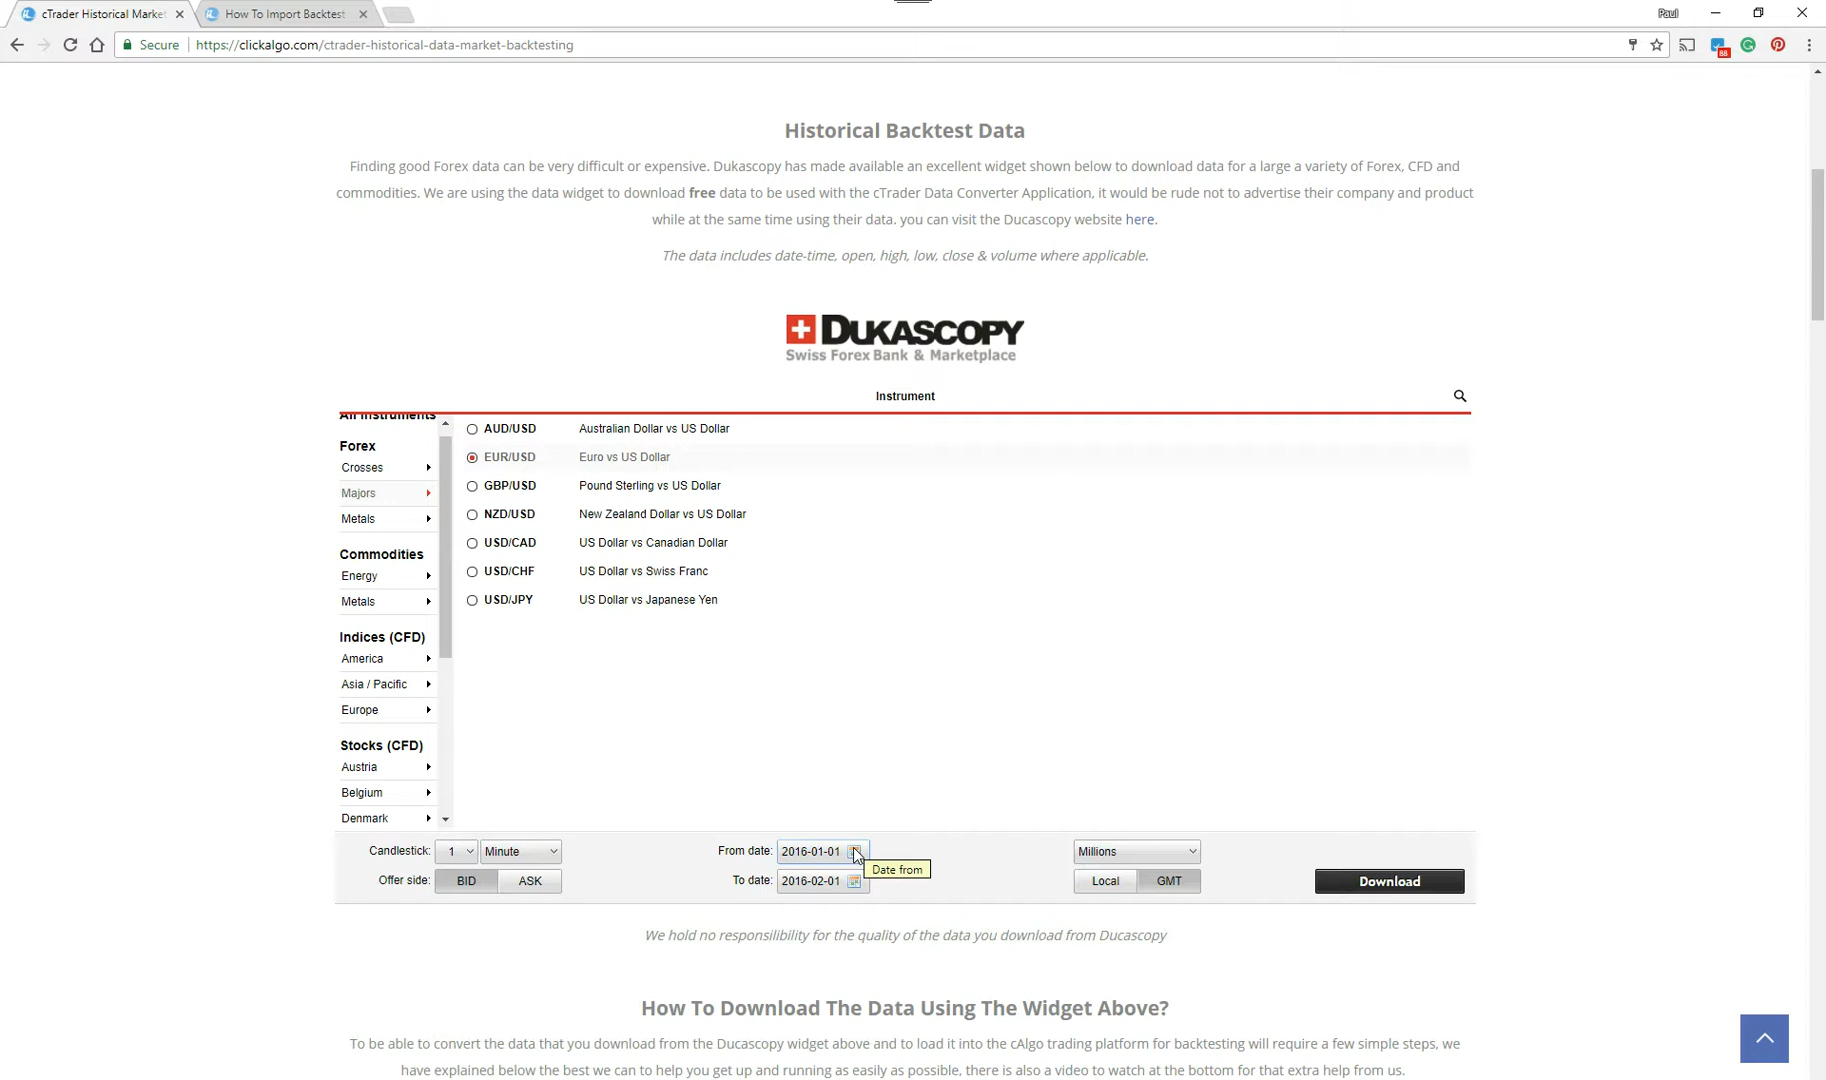 cTrader Historical Market
How To Import Backtest
Paul
Secure
https://clickalgo.com/ctrader-historical-data-market-backtesting
88
Historical Backtest Data
Finding good Forex data can be very difficult or expensive. Dukascopy has made available an excellent widget shown below to download data for a large a variety of Forex, CFD and
commodities. We are using the data widget to download free data to be used with the cTrader Data Converter Application, it would be rude not to advertise their company and product
while at the same time using their data. you can visit the Ducascopy website here.
The data includes date-time, open, high, low, close & volume where applicable.
DUKASCOPY
Swiss Forex Bank & Marketplace
Instrument
All Instruments
Forex
Crosses
Majors
Metals
Commodities
Energy
Metals
Indices (CFD)
America
Asia / Pacific
Europe
Stocks (CFD)
Austria
Belgium
Denmark
AUD/USD Australian Dollar vs US Dollar
EUR/USD Euro vs US Dollar
GBP/USD Pound Sterling vs US Dollar
NZD/USD New Zealand Dollar vs US Dollar
USD/CAD US Dollar vs Canadian Dollar
USD/CHF US Dollar vs Swiss Franc
USD/JPY US Dollar vs Japanese Yen
Candlestick: 1 Minute
From date: 2016-01-01
Millions
Date from
Offer side: BID ASK
To date: 2016-02-01
Local GMT
Download
We hold no responsilibility for the quality of the data you download from Ducascopy
How To Download The Data Using The Widget Above?
To be able to convert the data that you download from the Ducascopy widget above and to load it into the cAlgo trading platform for backtesting will require a few simple steps, we
have explained below the best we can to help you get up and running as easily as possible, there is also a video to watch at the bottom for that extra help from us.